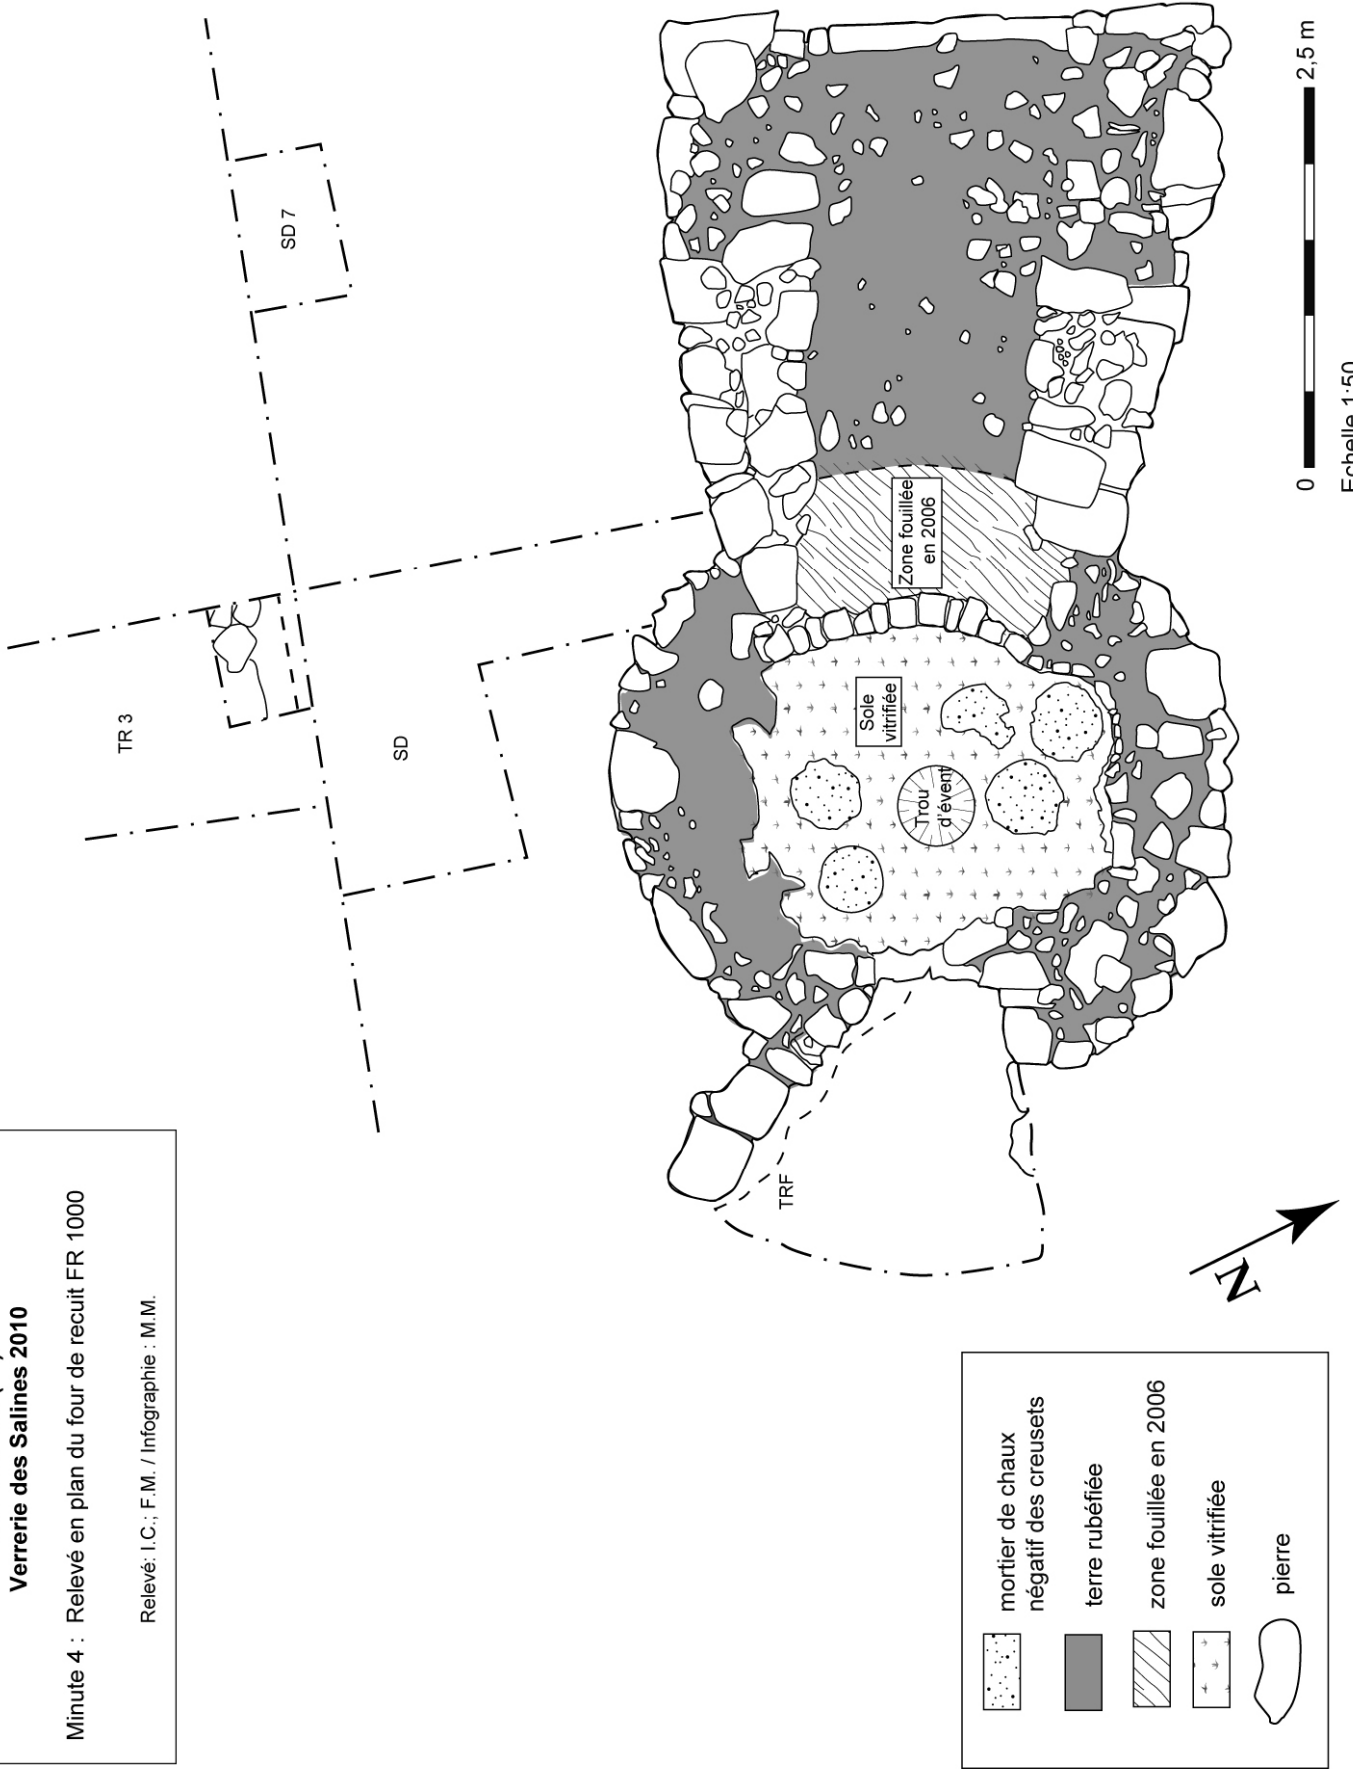 Verrerie des Salines 2010
Minute 4 : Relevé en plan du four de recuit FR 1000
Relevé: I.C.; F.M. / Infographie : M.M.
TR 3
SD
SD 7
Zone fouillée
en 2006
Sole
vitrifiée
Trou
d'évent
TRF
0
2,5 m
Echelle 1:50
N
mortier de chaux
négatif des creusets
terre rubéfiée
zone fouillée en 2006
sole vitrifiée
pierre